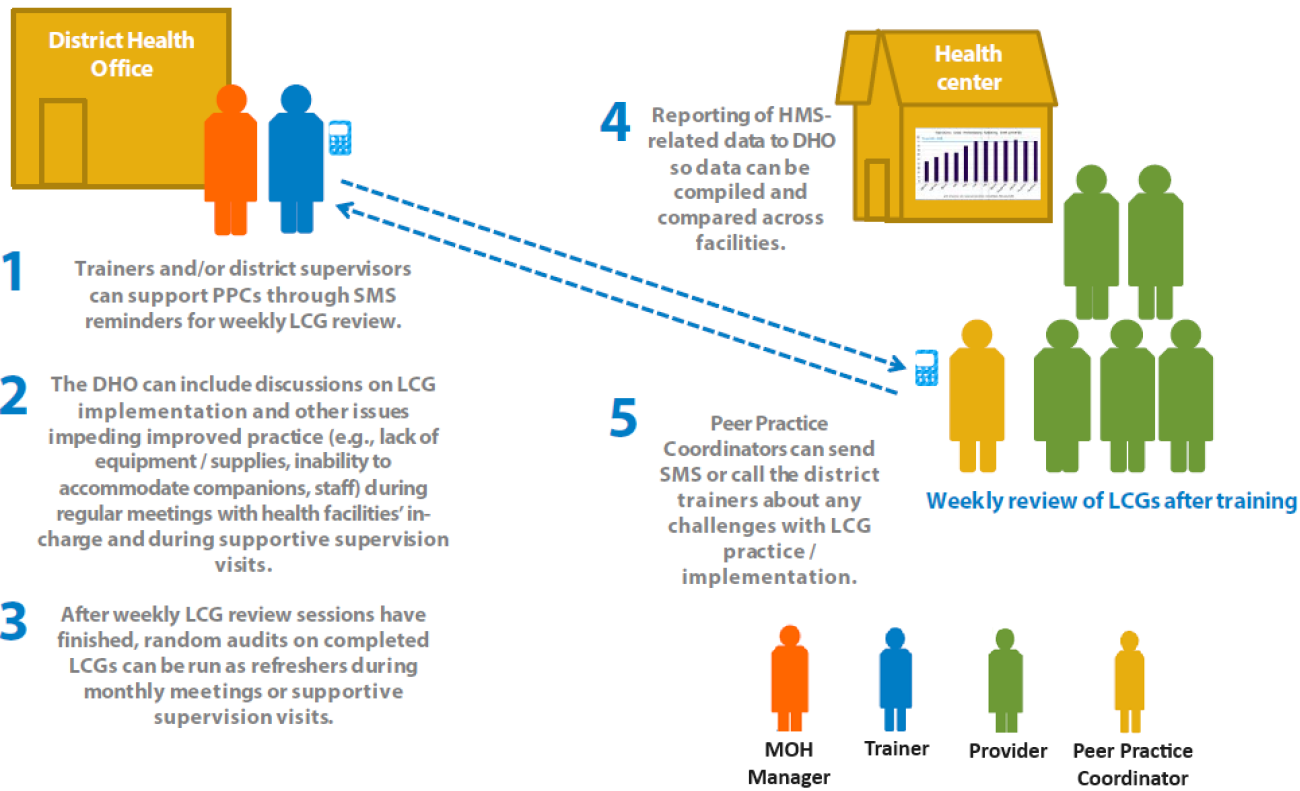 District Health
Office
1
Trainers and/or district supervisors
can support PPCs through SMS
reminders for weekly LCG review.
2
The DHO can include discussions on LCG
implementation and other issues
impeding improved practice (e.g., lack of
equipment / supplies, inability to
accommodate companions, staff) during
regular meetings with health facilities’ in-
charge and during supportive supervision
visits.
3
After weekly LCG review sessions have
finished, random audits on completed
LCGs can be run as refreshers during
monthly meetings or supportive
supervision visits.
4
Reporting of HMS-
related data to DHO
so data can be
compiled and
compared across
facilities.
Health
center
5
Peer Practice
Coordinators can send
SMS or call the district
trainers about any
challenges with LCG
practice /
implementation.
Weekly review of LCGs after training
MOH
Manager
Trainer
Provider
Peer Practice
Coordinator